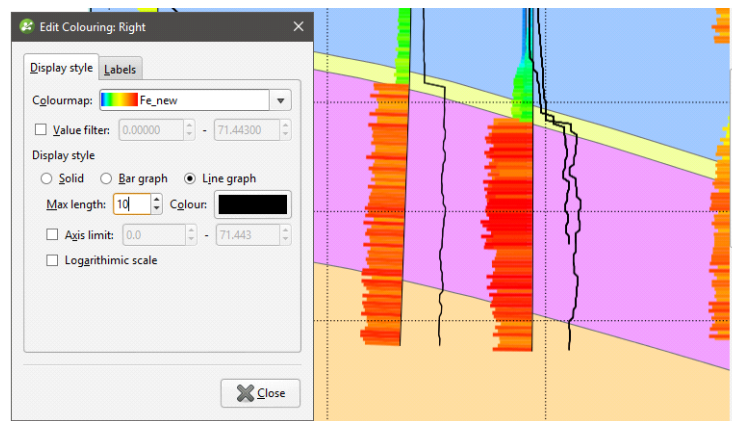 Edit Colouring: Right
Display style Labels
Colourmap: Fe_new
Value filter: 0.00000 - 71.44300
Display style
Solid Bar graph Line graph
Max length: 10 Colour:
Axis limit: 0.0 - 71.443
Logarithimic scale
Close